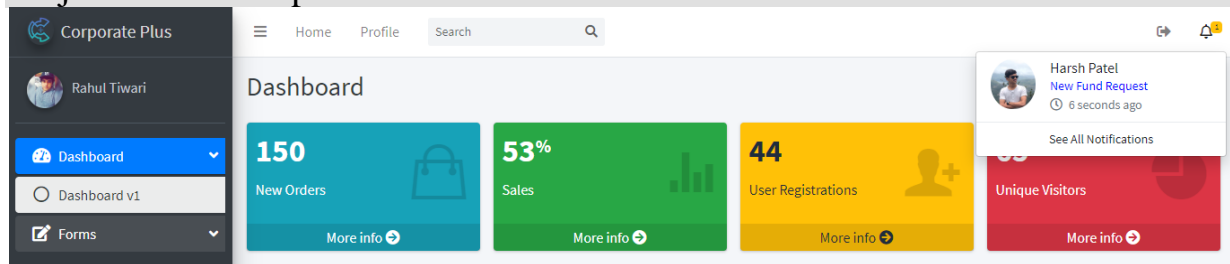 Corporate Plus
Home Profile Search
1
Rahul Tiwari
Dashboard
Harsh Patel
New Fund Request
6 seconds ago
See All Notifications
Dashboard
Dashboard v1
Forms
150
New Orders
More info
53%
Sales
More info
44
User Registrations
More info
Unique Visitors
More info